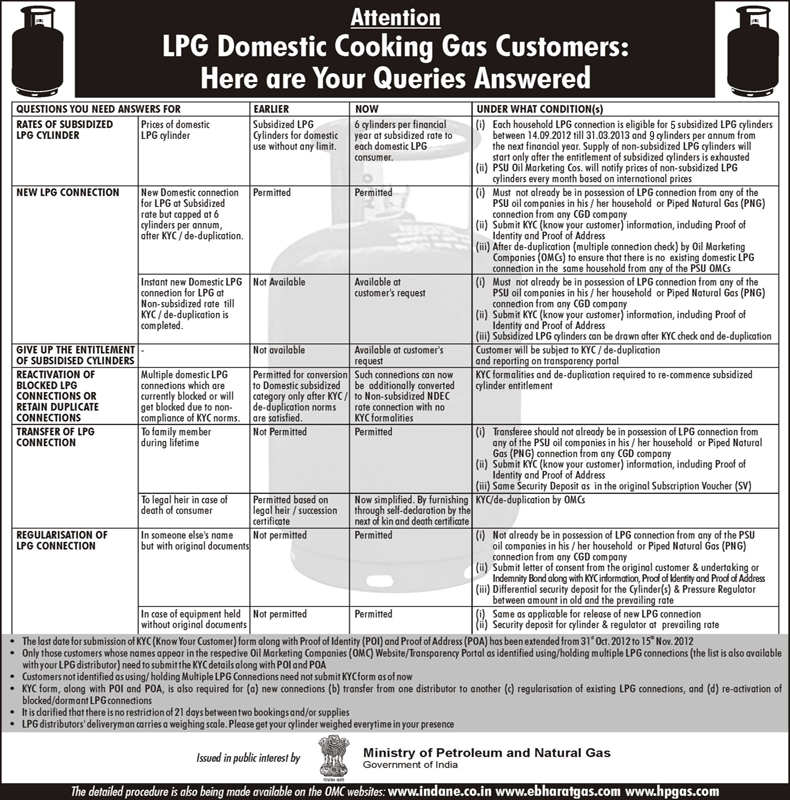 Attention
LPG Domestic Cooking Gas Customers:
Here are Your Queries Answered
QUESTIONS YOU NEED ANSWERS FOR EARLIER NOW UNDER WHAT CONDITION(s)
RATES OF SUBSIDIZED
LPG CYLINDER
Prices of domestic
LPG cylinder
Subsidized LPG
Cylinders for domestic
use without any limit.
6 cylinders per financial
year at subsidized rate to
each domestic LPG
consumer.
(i) Each household LPG connection is eligible for 5 subsidized LPG cylinders
between 14.09.2012 till 31.03.2013 and 9 cylinders per annum from
the next financial year. Supply of non-subsidized LPG cylinders will
start only after the entitlement of subsidized cylinders is exhausted
(ii) PSU Oil Marketing Cos. will notify prices of non-subsidized LPG
cylinders every month based on international prices
NEW LPG CONNECTION
New Domestic connection
for LPG at Subsidized
rate but capped at 6
cylinders per annum,
after KYC / de-duplication.
Permitted
Permitted
(i) Must not already be in possession of LPG connection from any of the
PSU oil companies in his / her household or Piped Natural Gas (PNG)
connection from any CGD company
(ii) Submit KYC (know your customer) information, including Proof of
Identity and Proof of Address
(iii) After de-duplication (multiple connection check) by Oil Marketing
Companies (OMCs) to ensure that there is no existing domestic LPG
connection in the same household from any of the PSU OMCs
Instant new Domestic LPG
connection for LPG at
Non-subsidized rate till
KYC / de-duplication is
completed.
Not Available
Available at
customer's request
(i) Must not already be in possession of LPG connection from any of the
PSU oil companies in his / her household or Piped Natural Gas (PNG)
connection from any CGD company
(ii) Submit KYC (know your customer) information, including Proof of
Identity and Proof of Address
(iii) Subsidized LPG cylinders can be drawn after KYC check and de-duplication
GIVE UP THE ENTITLEMENT
OF SUBSIDISED CYLINDERS
-
Not available
Available at customer's
request
Customer will be subject to KYC / de-duplication
and reporting on transparency portal
REACTIVATION OF
BLOCKED LPG
CONNECTIONS OR
RETAIN DUPLICATE
CONNECTIONS
Multiple domestic LPG
connections which are
currently blocked or will
get blocked due to non-
compliance of KYC norms.
Permitted for conversion
to Domestic subsidized
category only after KYC /
de-duplication norms
are satisfied.
Such connections can now
be additionally converted
to Non-subsidized NDEC
rate connection with no
KYC formalities
KYC formalities and de-duplication required to re-commence subsidized
cylinder entitlement
TRANSFER OF LPG
CONNECTION
To family member
during lifetime
Not Permitted
Permitted
(i) Transferee should not already be in possession of LPG connection from
any of the PSU oil companies in his / her household or Piped Natural
Gas (PNG) connection from any CGD company
(ii) Submit KYC (know your customer) information, including Proof of
Identity and Proof of Address
(iii) Same Security Deposit as in the original Subscription Voucher (SV)
To legal heir in case of
death of consumer
Permitted based on
legal heir / succession
certificate
Now simplified. By furnishing
through self-declaration by the
next of kin and death certificate
KYC/de-duplication by OMCs
REGULARISATION OF
LPG CONNECTION
In someone else's name
but with original documents
Not permitted
Permitted
(i) Not already be in possession of LPG connection from any of the PSU
oil companies in his / her household or Piped Natural Gas (PNG)
connection from any CGD company
(ii) Submit letter of consent from the original customer & undertaking or
Indemnity Bond along with KYC information, Proof of Identity and Proof of Address
(iii) Differential security deposit for the Cylinder(s) & Pressure Regulator
between amount in old and the prevailing rate
In case of equipment held
without original documents
Not permitted
Permitted
(i) Same as applicable for release of new LPG connection
(ii) Security deposit for cylinder & regulator at prevailing rate
• The last date for submission of KYC (Know Your Customer) form along with Proof of Identity (POI) and Proof of Address (POA) has been extended from 31st Oct. 2012 to 15th Nov. 2012
• Only those customers whose names appear in the respective Oil Marketing Companies (OMC) Website/Transparency Portal as identified using/holding multiple LPG connections (the list is also available
with your LPG distributor) need to submit the KYC details along with POI and POA
• Customers not identified as using/ holding Multiple LPG Connections need not submit KYC form as of now
• KYC form, along with POI and POA, is also required for (a) new connections (b) transfer from one distributor to another (c) regularisation of existing LPG connections, and (d) re-activation of
blocked/dormant LPG connections
• It is clarified that there is no restriction of 21 days between two bookings and/or supplies
• LPG distributors' deliveryman carries a weighing scale. Please get your cylinder weighed everytime in your presence
Issued in public interest by
Ministry of Petroleum and Natural Gas
Government of India
सत्यमेव जयते
The detailed procedure is also being made available on the OMC websites: www.indane.co.in www.ebharatgas.com www.hpgas.com